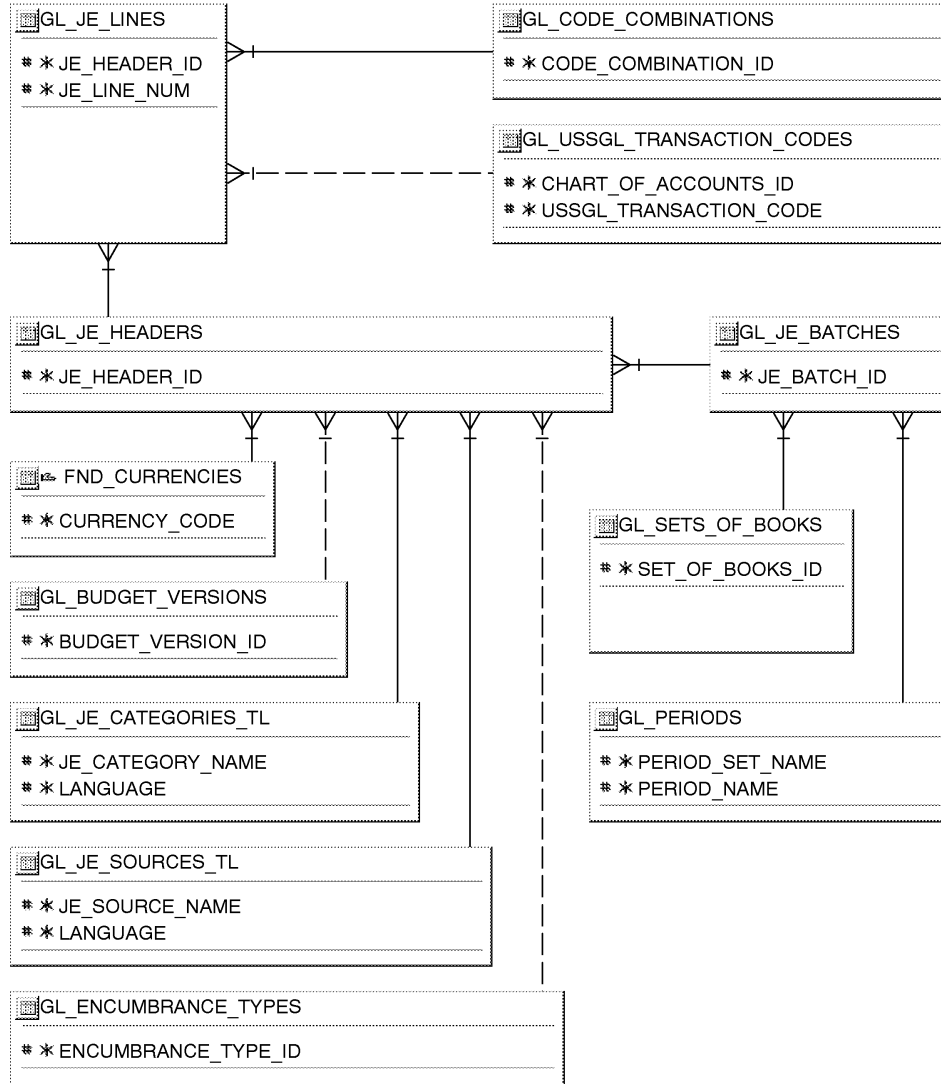 GL_JE_LINES
# * JE_HEADER_ID
# * JE_LINE_NUM
GL_CODE_COMBINATIONS
# * CODE_COMBINATION_ID
GL_USSGL_TRANSACTION_CODES
# * CHART_OF_ACCOUNTS_ID
# * USSGL_TRANSACTION_CODE
GL_JE_HEADERS
# * JE_HEADER_ID
GL_JE_BATCHES
# * JE_BATCH_ID
FND_CURRENCIES
# * CURRENCY_CODE
GL_SETS_OF_BOOKS
# * SET_OF_BOOKS_ID
GL_BUDGET_VERSIONS
# * BUDGET_VERSION_ID
GL_JE_CATEGORIES_TL
# * JE_CATEGORY_NAME
# * LANGUAGE
GL_PERIODS
# * PERIOD_SET_NAME
# * PERIOD_NAME
GL_JE_SOURCES_TL
# * JE_SOURCE_NAME
# * LANGUAGE
GL_ENCUMBRANCE_TYPES
# * ENCUMBRANCE_TYPE_ID